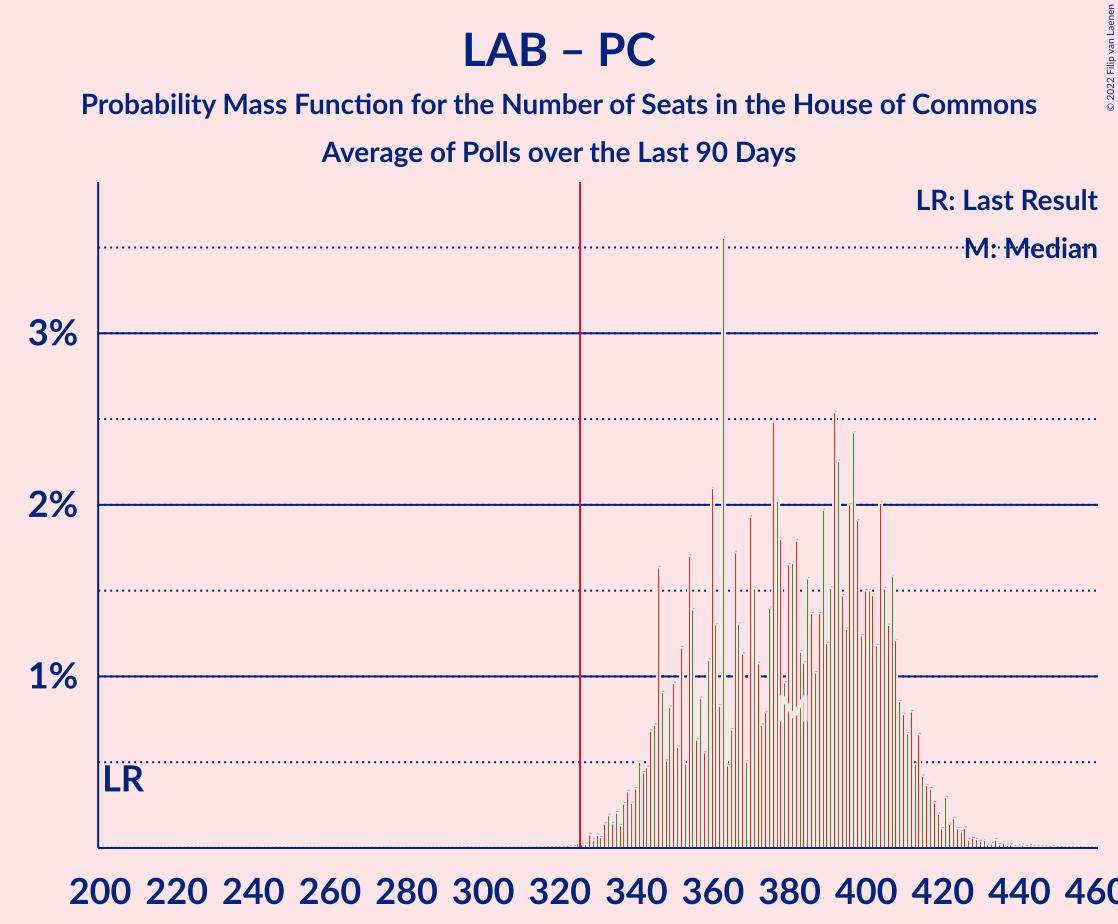 LAB – PC
Probability Mass Function for the Number of Seats in the House of Commons
Average of Polls over the Last 90 Days
© 2022 Filip van Laenen
LR: Last Result
M: Median
3%
2%
1%
LR
M
200 220 240 260 280 300 320 340 360 380 400 420 440 460